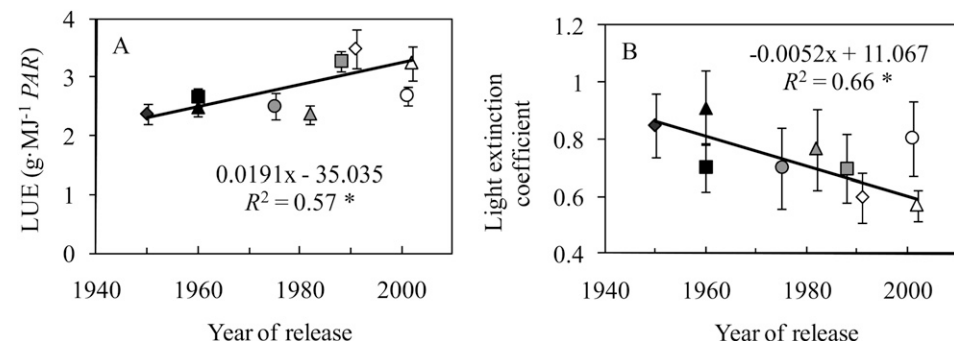 A
LUE (g·MJ-¹ PAR)
4
3
2
1
0
0.0191x - 35.035
R² = 0.57 *
1940 1960 1980 2000
Year of release
B
Light extinction
coefficient
1.2
1
0.8
0.6
0.4
-0.0052x + 11.067
R² = 0.66 *
1940 1960 1980 2000
Year of release